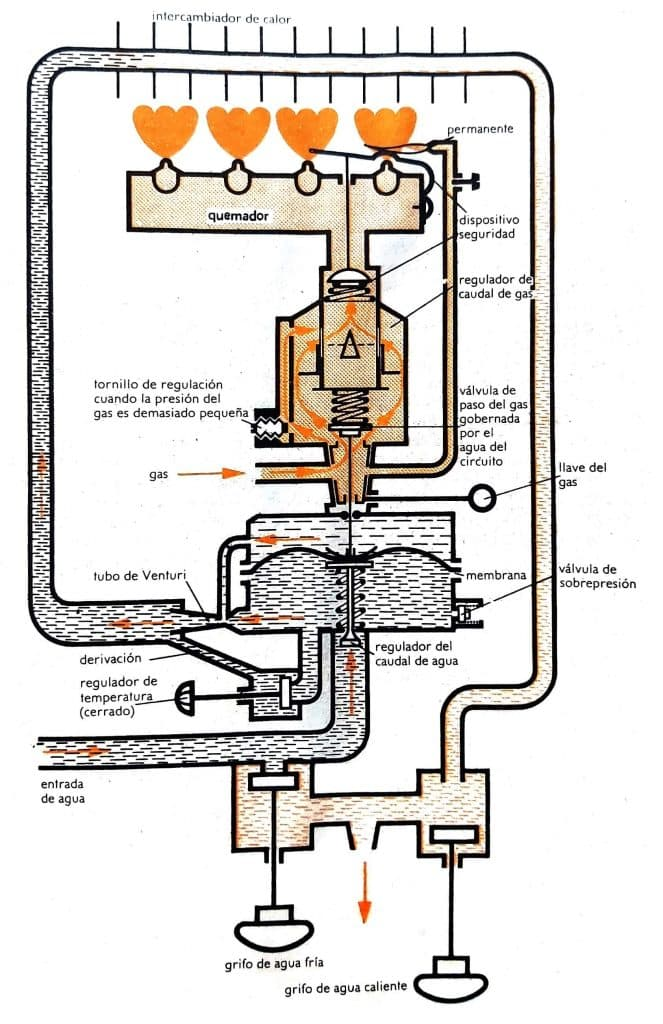 intercambiador de calor
permanente
quemador
dispositivo
seguridad
regulador de
caudal de gas
tornillo de regulación
cuando la presión del
gas es demasiado pequeña
válvula de
paso del gas
gobernada
por el
agua del
circuito
gas
llave del
gas
tubo de Venturi
membrana
válvula de
sobrepresión
derivación
regulador del
caudal de agua
regulador de
temperatura
(cerrado)
entrada
de agua
grifo de agua fría
grifo de agua caliente